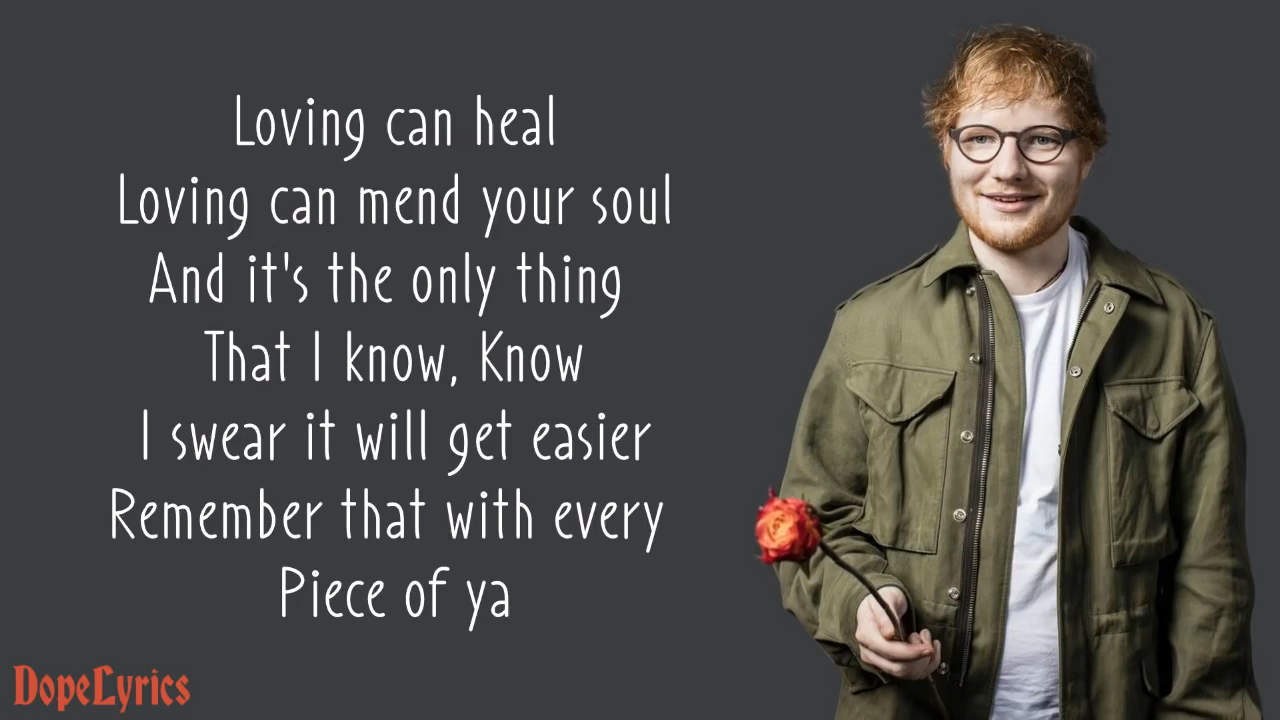 Loving can heal
Loving can mend your soul
And it's the only thing
That I know, Know
I swear it will get easier
Remember that with every
Piece of ya
DopeLyrics